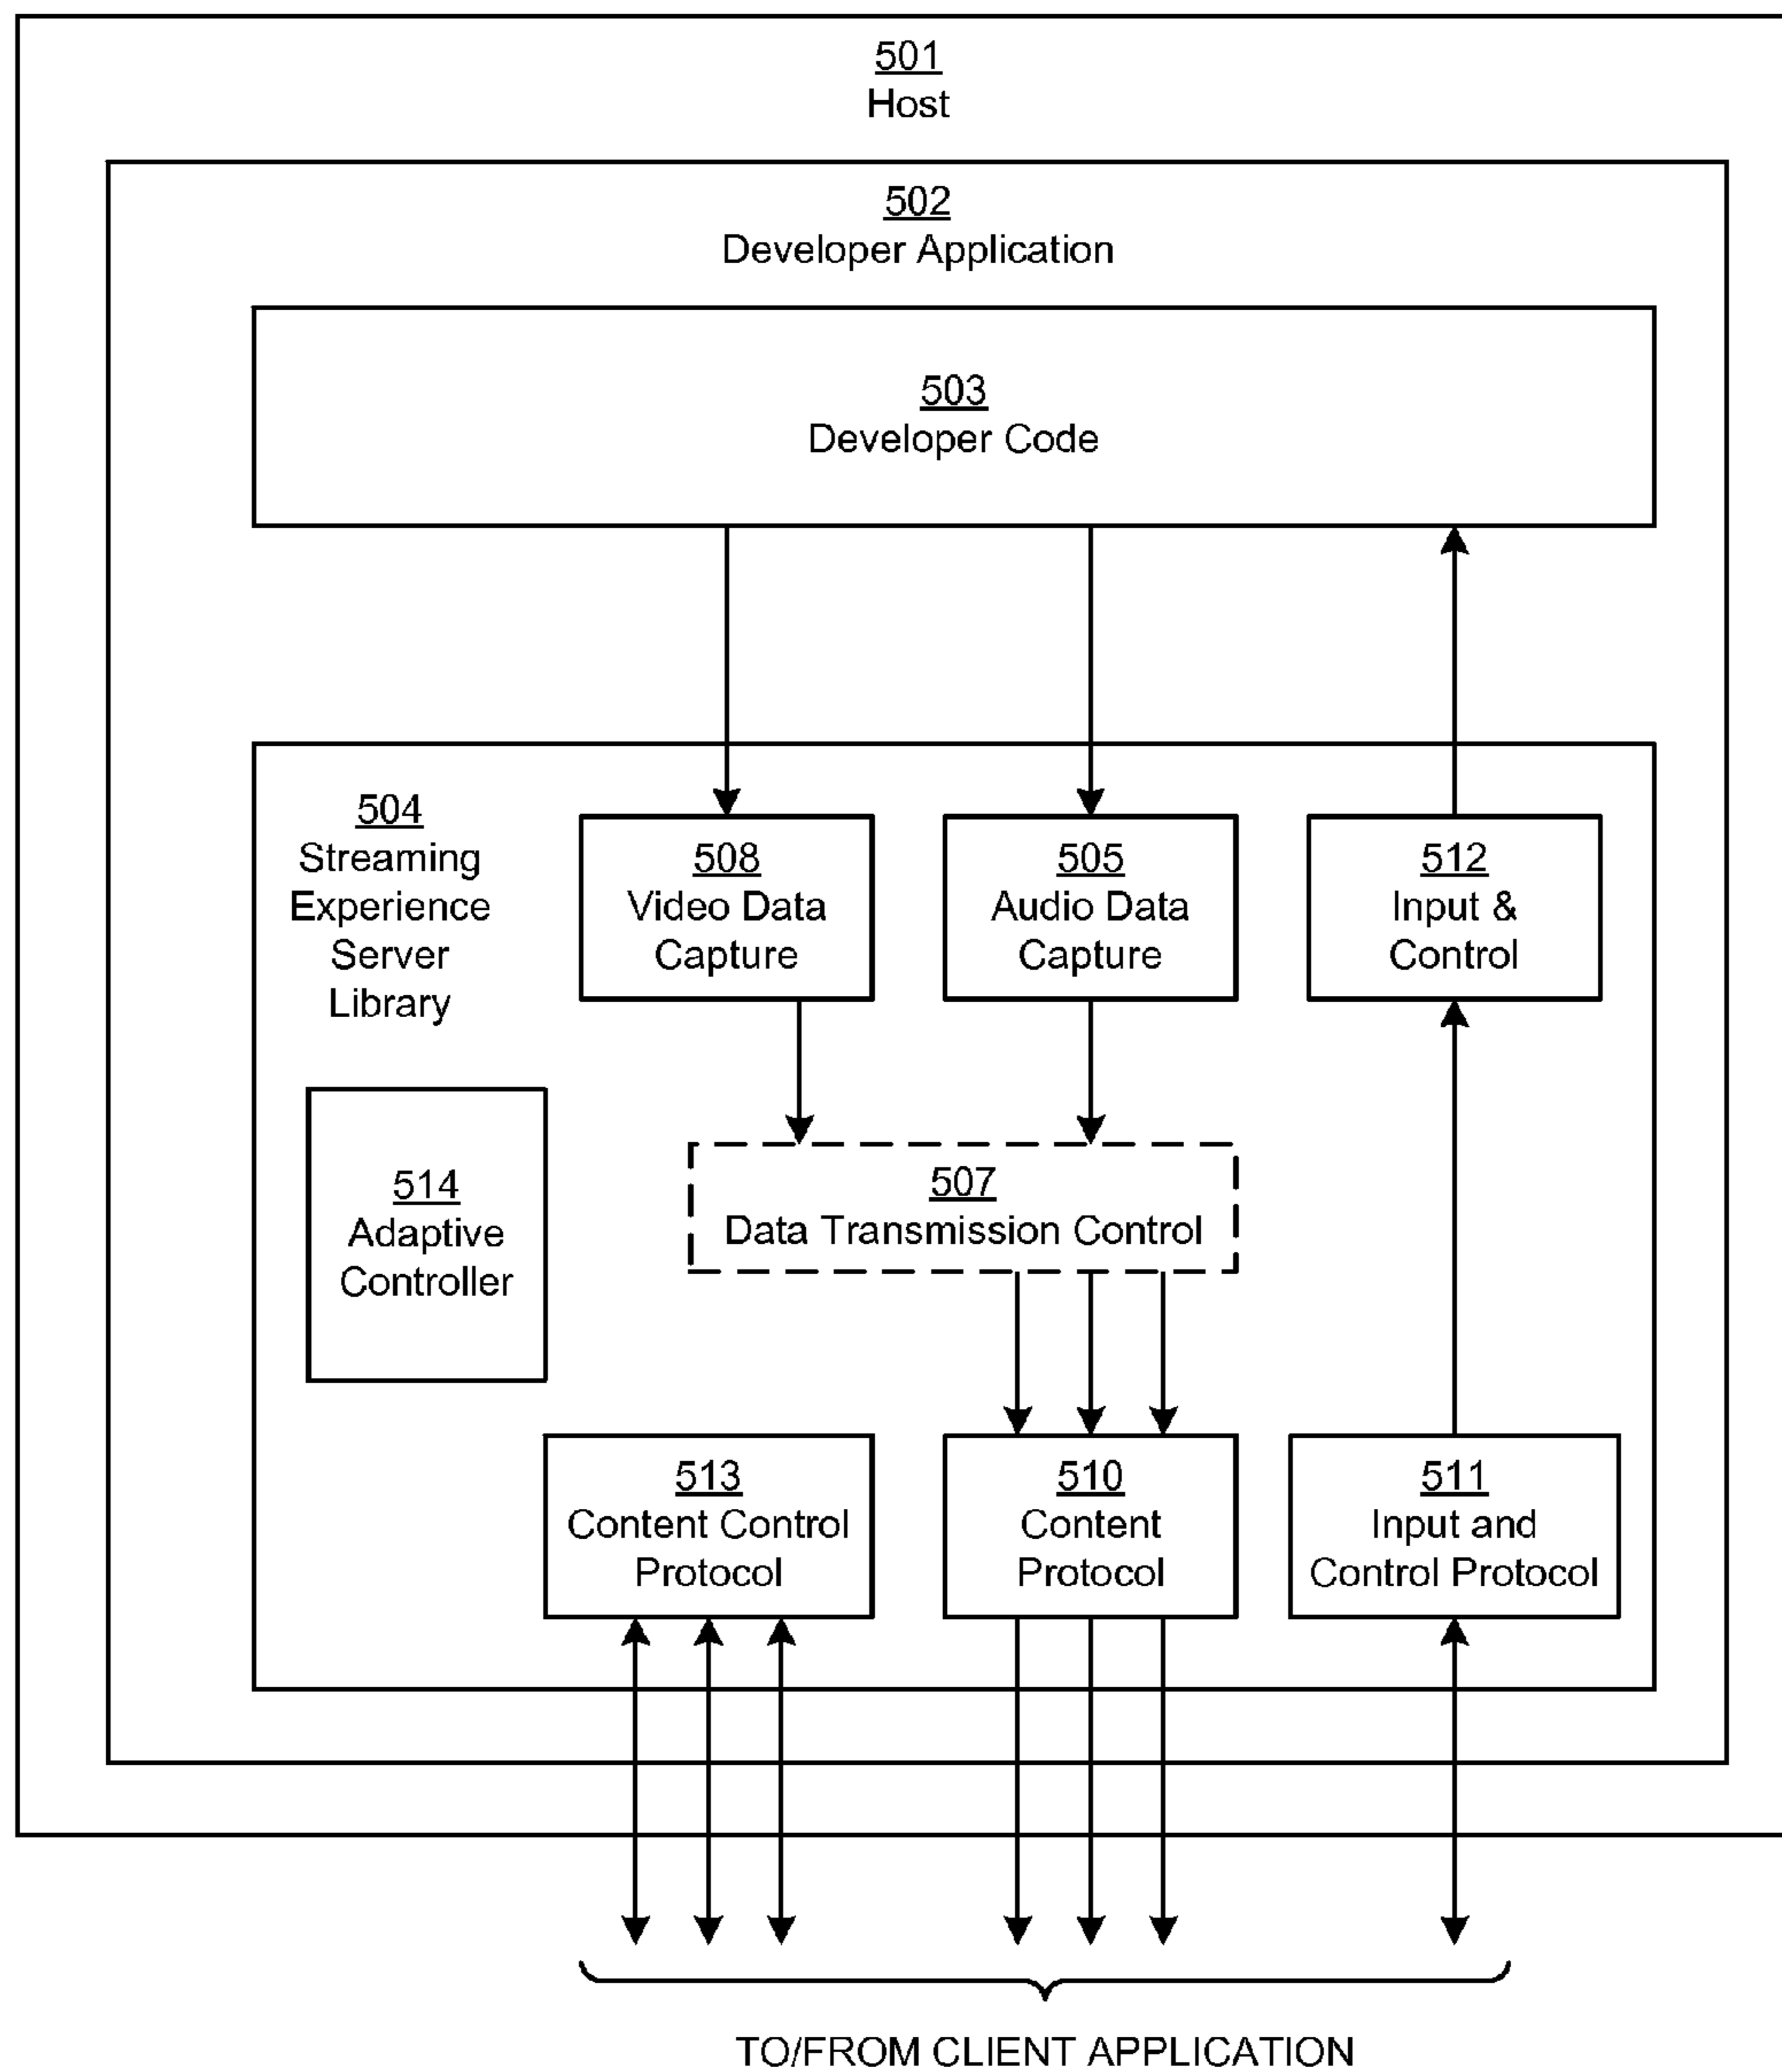 501
Host
502
Developer Application
503
Developer Code
504
Streaming
Experience
Server
Library
508
Video Data
Capture
505
Audio Data
Capture
512
Input &
Control
514
Adaptive
Controller
507
Data Transmission Control
513
Content Control
Protocol
510
Content
Protocol
511
Input and
Control Protocol
TO/FROM CLIENT APPLICATION